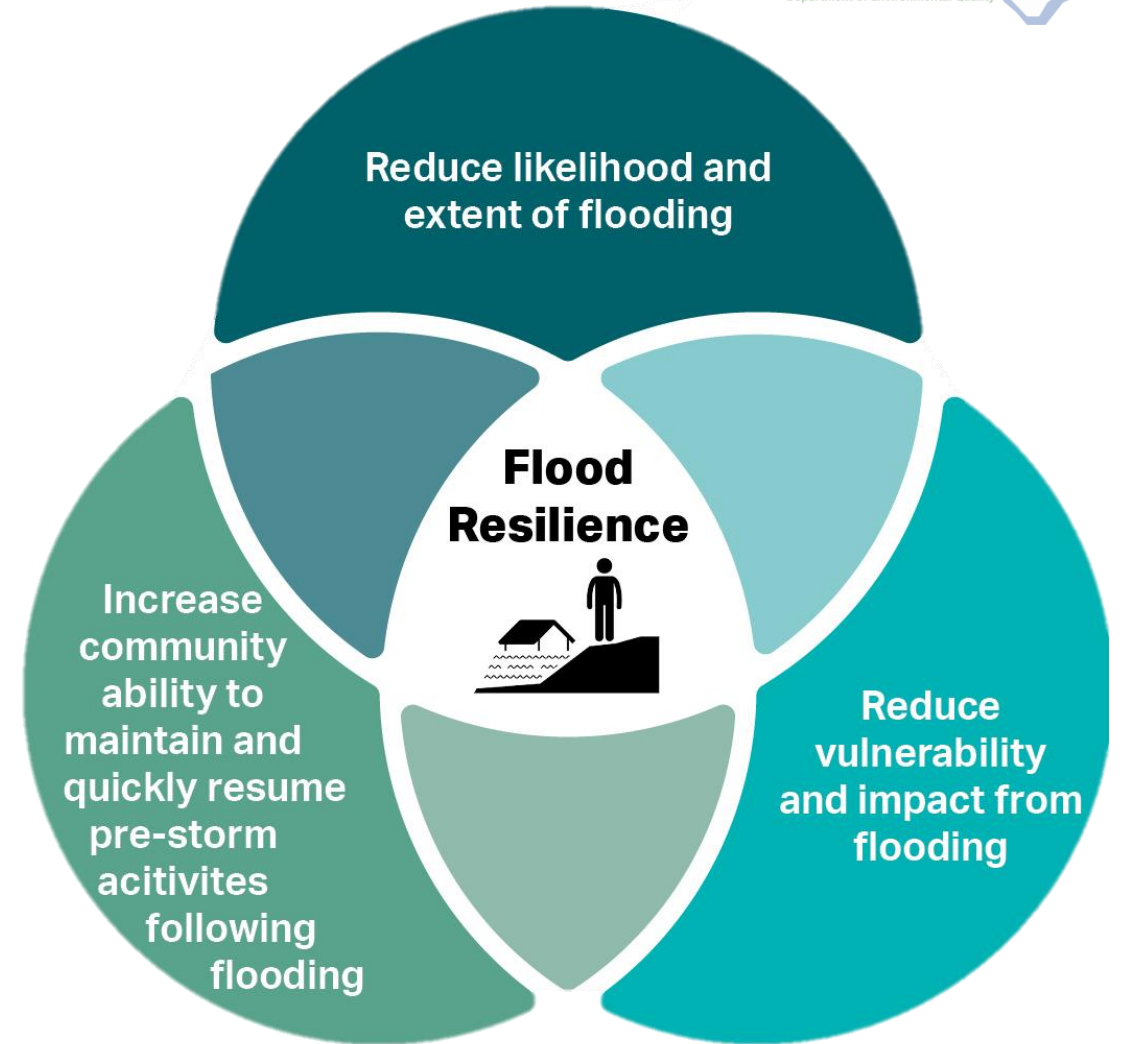 Reduce likelihood and
extent of flooding
Flood
Resilience
Increase
community
ability to
maintain and
quickly resume
pre-storm
acitivites
following
flooding
Reduce
vulnerability
and impact from
flooding